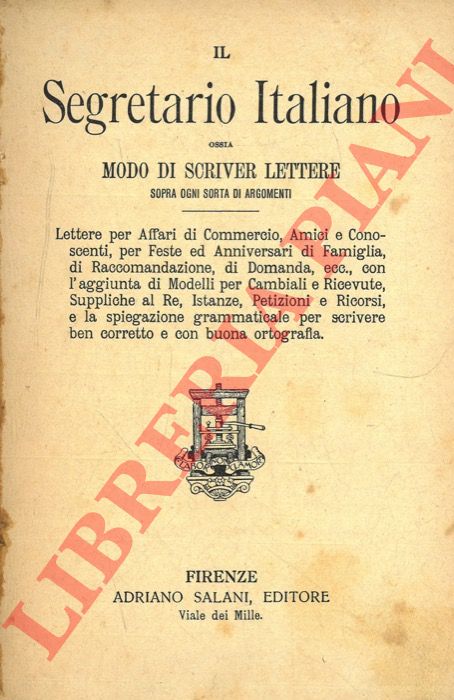 IL
Segretario Italiano
OSSIA
MODO DI SCRIVER LETTERE
SOPRA OGNI SORTA DI ARGOMENTI
Lettere per Affari di Commercio, Amici e Cono-
scenti, per Feste ed Anniversari di Famiglia,
di Raccomandazione, di Domanda, ecc., con
l'aggiunta di Modelli per Cambiali e Ricevute,
Suppliche al Re, Istanze, Petizioni e Ricorsi,
e la spiegazione grammaticale per scrivere
ben corretto e con buona ortografia.
FIRENZE
ADRIANO SALANI, EDITORE
Viale dei Mille.
LIBRERIA PIANI